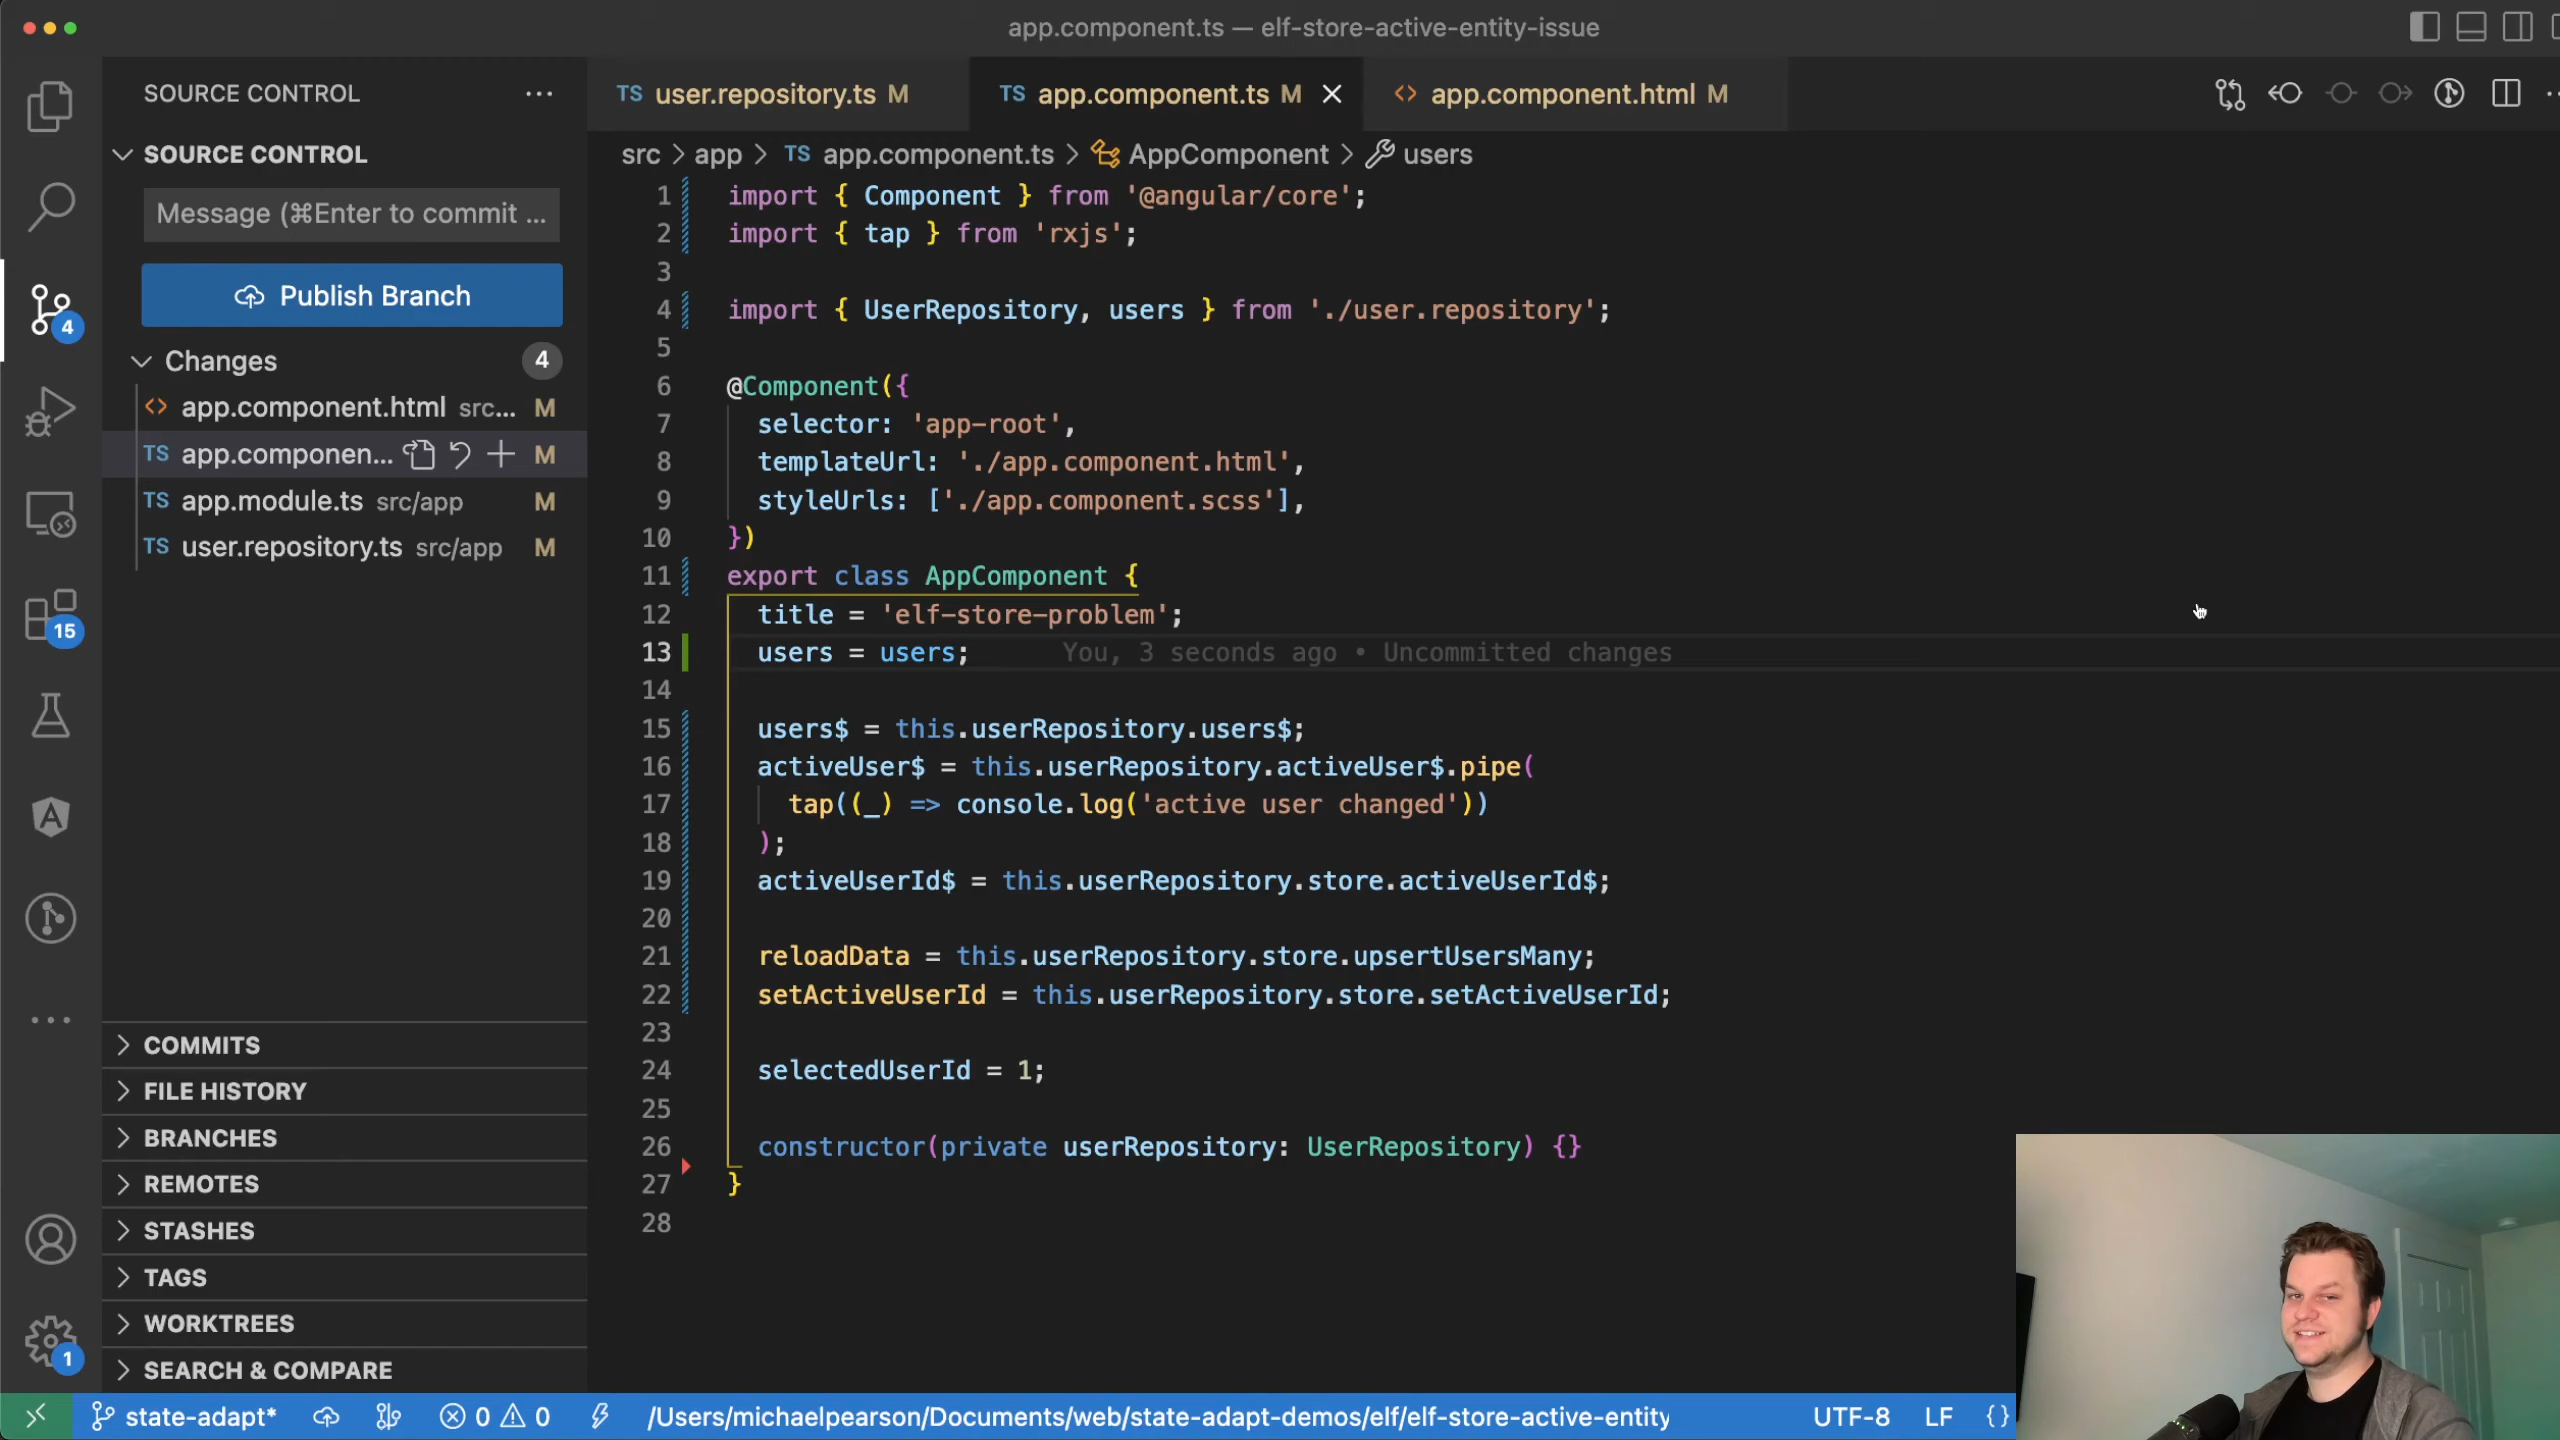 app.component.ts — elf-store-active-entity-issue
SOURCE CONTROL
TS user.repository.ts M
TS app.component.ts M
<> app.component.html M
SOURCE CONTROL
Message (⌘Enter to commit ...
Publish Branch
Changes 4
<> app.component.html src... M
TS app.componen... M
TS app.module.ts src/app M
TS user.repository.ts src/app M
4
15
1
COMMITS
FILE HISTORY
BRANCHES
REMOTES
STASHES
TAGS
WORKTREES
SEARCH & COMPARE
src > app > TS app.component.ts > AppComponent > users
1 import { Component } from '@angular/core';
2 import { tap } from 'rxjs';
3
4 import { UserRepository, users } from './user.repository';
5
6 @Component({
7 selector: 'app-root',
8 templateUrl: './app.component.html',
9 styleUrls: ['./app.component.scss'],
10 })
11 export class AppComponent {
12 title = 'elf-store-problem';
13 users = users; You, 3 seconds ago • Uncommitted changes
14
15 users$ = this.userRepository.users$;
16 activeUser$ = this.userRepository.activeUser$.pipe(
17 tap((_) => console.log('active user changed'))
18 );
19 activeUserId$ = this.userRepository.store.activeUserId$;
20
21 reloadData = this.userRepository.store.upsertUsersMany;
22 setActiveUserId = this.userRepository.store.setActiveUserId;
23
24 selectedUserId = 1;
25
26 constructor(private userRepository: UserRepository) {}
27 }
28
state-adapt* 0 0 /Users/michaelpearson/Documents/web/state-adapt-demos/elf/elf-store-active-entity UTF-8 LF {}